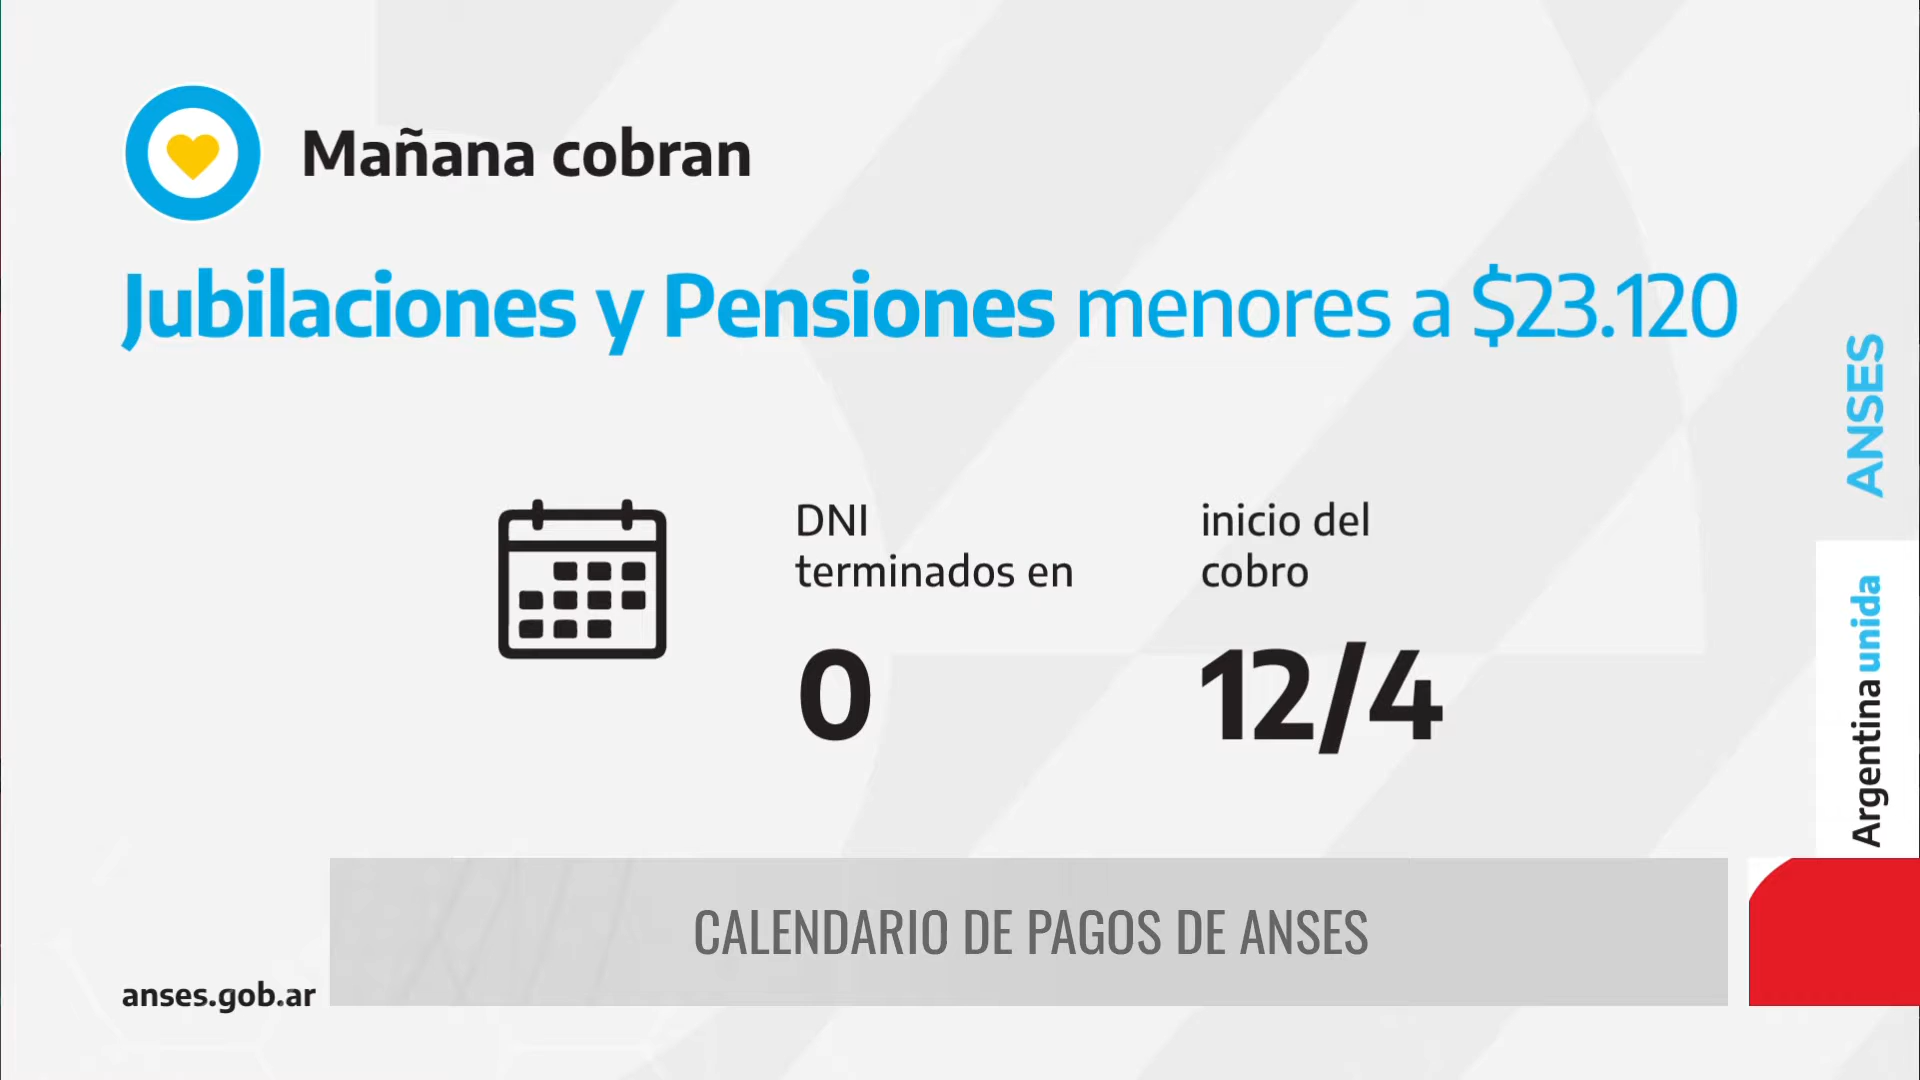 Mañana cobran
Jubilaciones y Pensiones menores a $23.120
DNI
terminados en
0
inicio del
cobro
12/4
ANSES
Argentina unida
CALENDARIO DE PAGOS DE ANSES
anses.gob.ar